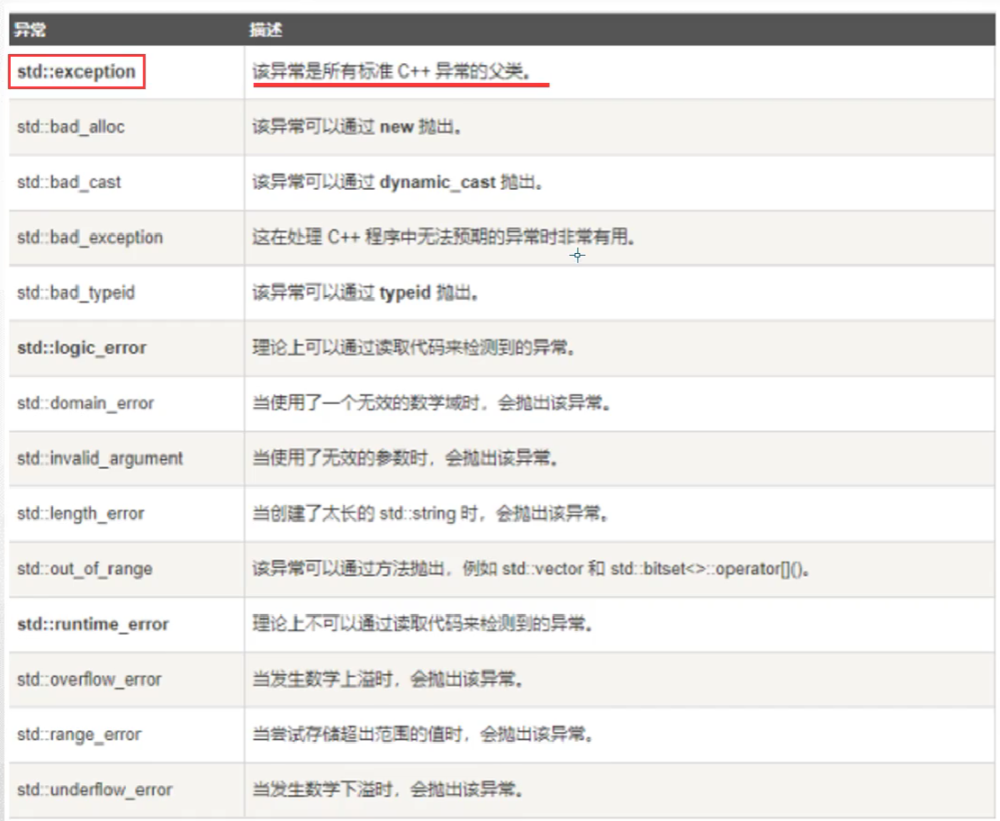 异常 描述
std::exception 该异常是所有标准 C++ 异常的父类。
std::bad_alloc 该异常可以通过 new 抛出。
std::bad_cast 该异常可以通过 dynamic_cast 抛出。
std::bad_exception 这在处理 C++ 程序中无法预期的异常时非常有用。
std::bad_typeid 该异常可以通过 typeid 抛出。
std::logic_error 理论上可以通过读取代码来检测到的异常。
std::domain_error 当使用了一个无效的数学域时，会抛出该异常。
std::invalid_argument 当使用了无效的参数时，会抛出该异常。
std::length_error 当创建了太长的 std::string 时，会抛出该异常。
std::out_of_range 该异常可以通过方法抛出，例如 std::vector 和 std::bitset<>::operator[]()。
std::runtime_error 理论上不可以通过读取代码来检测到的异常。
std::overflow_error 当发生数学上溢时，会抛出该异常。
std::range_error 当尝试存储超出范围的值时，会抛出该异常。
std::underflow_error 当发生数学下溢时，会抛出该异常。